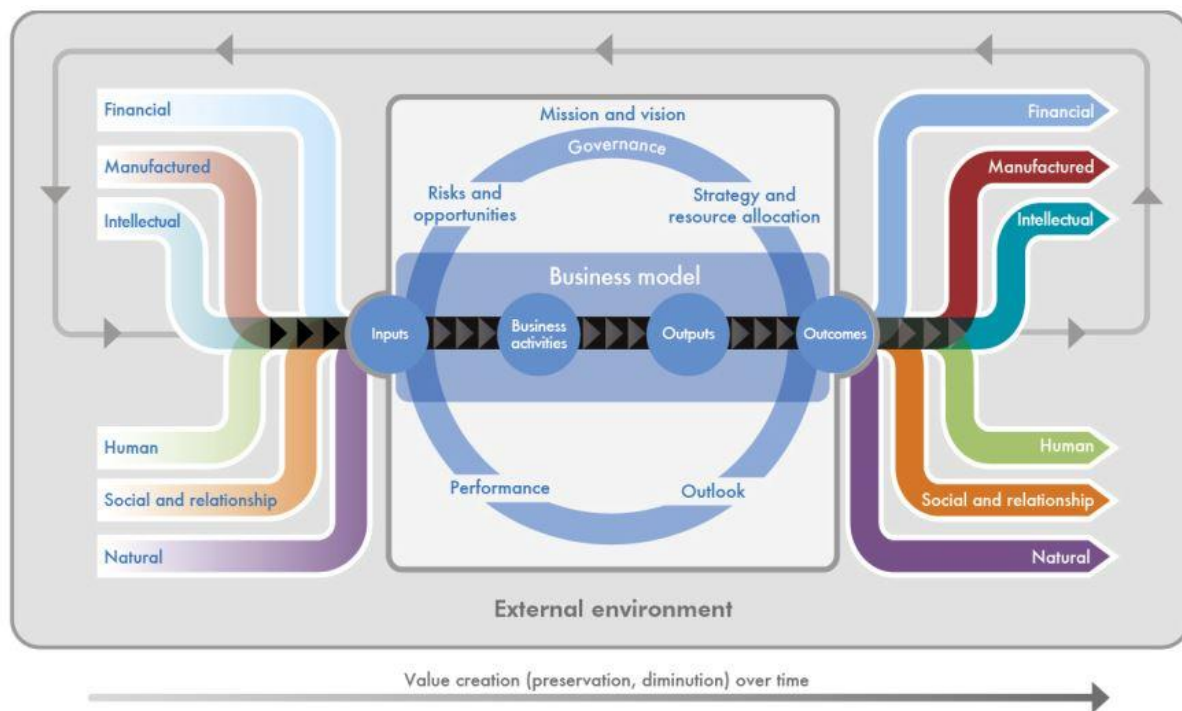 Financial
Manufactured
Intellectual
Human
Social and relationship
Natural
Mission and vision
Governance
Risks and
opportunities
Strategy and
resource allocation
Business model
Inputs
Business
activities
Outputs
Outcomes
Performance
Outlook
Financial
Manufactured
Intellectual
Human
Social and relationship
Natural
External environment
Value creation (preservation, diminution) over time